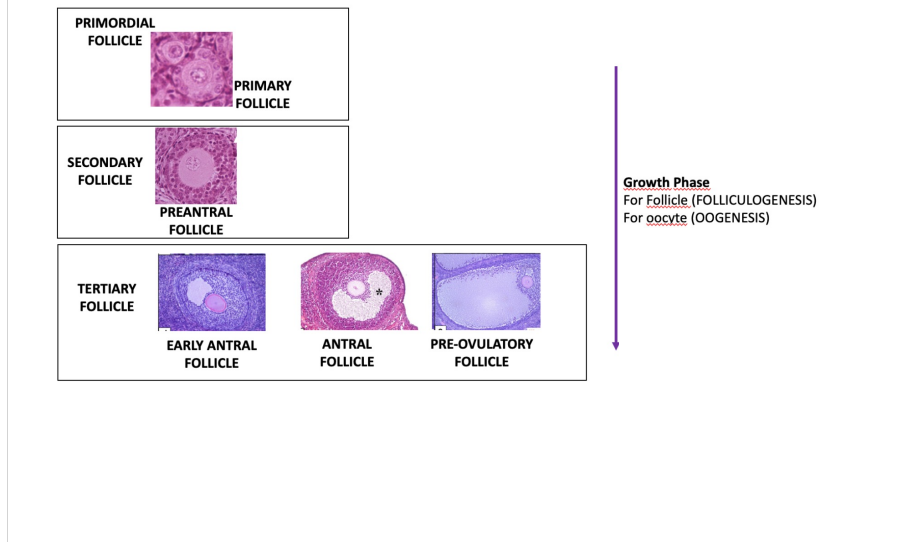 PRIMORDIAL
FOLLICLE
PRIMARY
FOLLICLE
SECONDARY
FOLLICLE
PREANTRAL
FOLLICLE
TERTIARY
FOLLICLE
*
EARLY ANTRAL
FOLLICLE
ANTRAL
FOLLICLE
PRE-OVULATORY
FOLLICLE
Growth Phase
For Follicle (FOLLICULOGENESIS)
For oocyte (OOGENESIS)